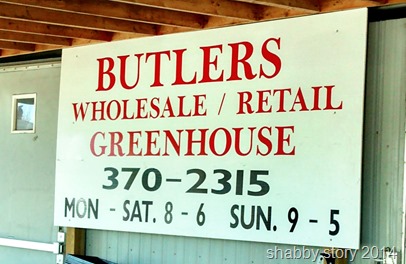 BUTLERS
WHOLESALE / RETAIL
GREENHOUSE
370-2315
MON - SAT. 8 - 6 SUN. 9 - 5
shabby story 2014